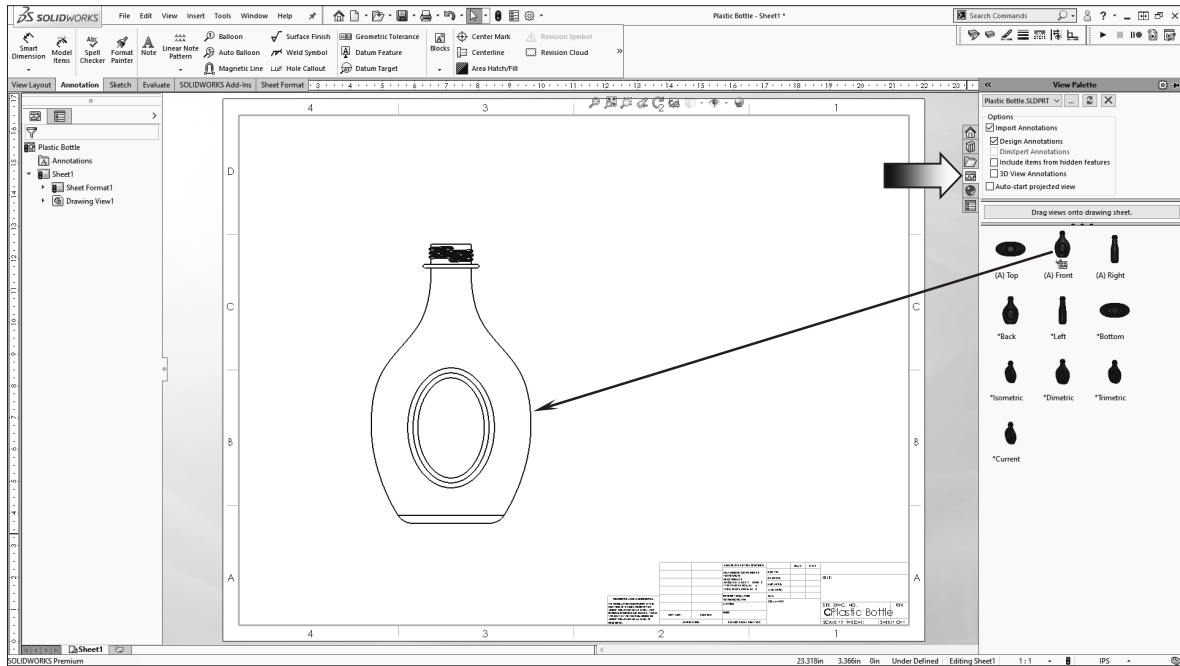 SOLIDWORKS File Edit View Insert Tools Window Help Plastic Bottle - Sheet1 * Search Commands
Smart Dimension
Model Items
Spell Checker
Format Painter
Note
Linear Note Pattern
Balloon
Auto Balloon
Magnetic Line
Surface Finish
Weld Symbol
Hole Callout
Geometric Tolerance
Datum Feature
Datum Target
Blocks
Center Mark
Centerline
Area Hatch/Fill
Revision Symbol
Revision Cloud
View Layout Annotation Sketch Evaluate SOLIDWORKS Add-Ins Sheet Format
Plastic Bottle
Annotations
Sheet1
Sheet Format1
Drawing View1
4 3 2 1
D
C C
B B
A A
4 3 2 1
Plastic Bottle
View Palette
Plastic Bottle.SLDPRT
Options
Import Annotations
Design Annotations
DimXpert Annotations
Include items from hidden features
3D View Annotations
Auto-start projected view
Drag views onto drawing sheet.
(A) Top (A) Front (A) Right
*Back *Left *Bottom
*Isometric *Dimetric *Trimetric
*Current
Sheet1
SOLIDWORKS Premium 23.318in 3.366in 0in Under Defined Editing Sheet1 1 : 1 IPS